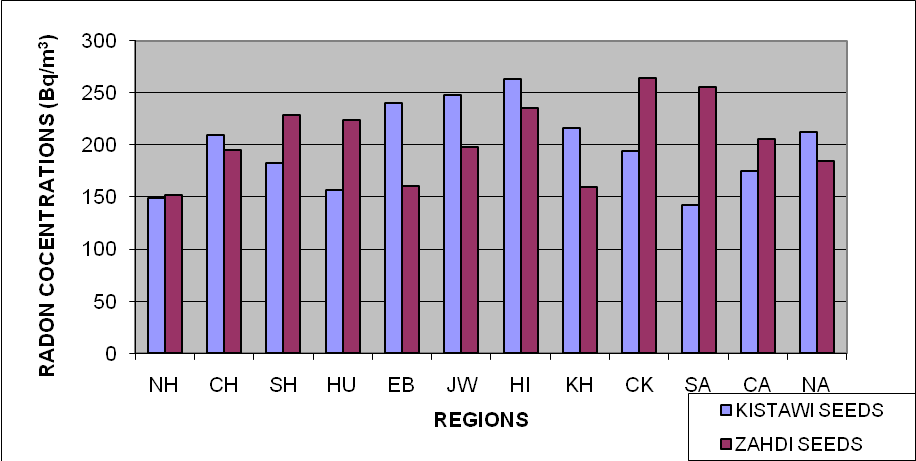 RADON COCENTRATIONS (Bq/m³)
300
250
200
150
100
50
0
NH CH SH HU EB JW HI KH CK SA CA NA
REGIONS
KISTAWI SEEDS
ZAHDI SEEDS